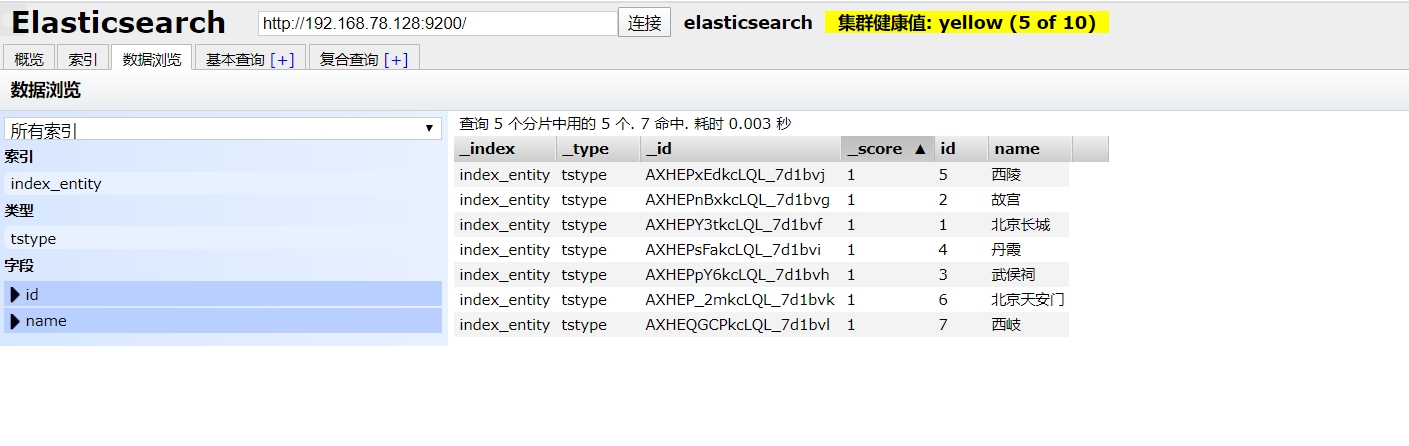 Elasticsearch http://192.168.78.128:9200/ 连接 elasticsearch 集群健康值: yellow (5 of 10)
概览 索引 数据浏览 基本查询 [+] 复合查询 [+]
数据浏览
所有索引
索引
index_entity
类型
tstype
字段
id
name
查询 5 个分片中用的 5 个. 7 命中. 耗时 0.003 秒
_index _type _id _score ▲ id name
index_entity tstype AXHEPxEdkcLQL_7d1bvj 1 5 西陵
index_entity tstype AXHEPnBxkcLQL_7d1bvg 1 2 故宫
index_entity tstype AXHEPY3tkcLQL_7d1bvf 1 1 北京长城
index_entity tstype AXHEPsFakcLQL_7d1bvi 1 4 丹霞
index_entity tstype AXHEPpY6kcLQL_7d1bvh 1 3 武侯祠
index_entity tstype AXHEP_2mkcLQL_7d1bvk 1 6 北京天安门
index_entity tstype AXHEQGCPkcLQL_7d1bvl 1 7 西岐